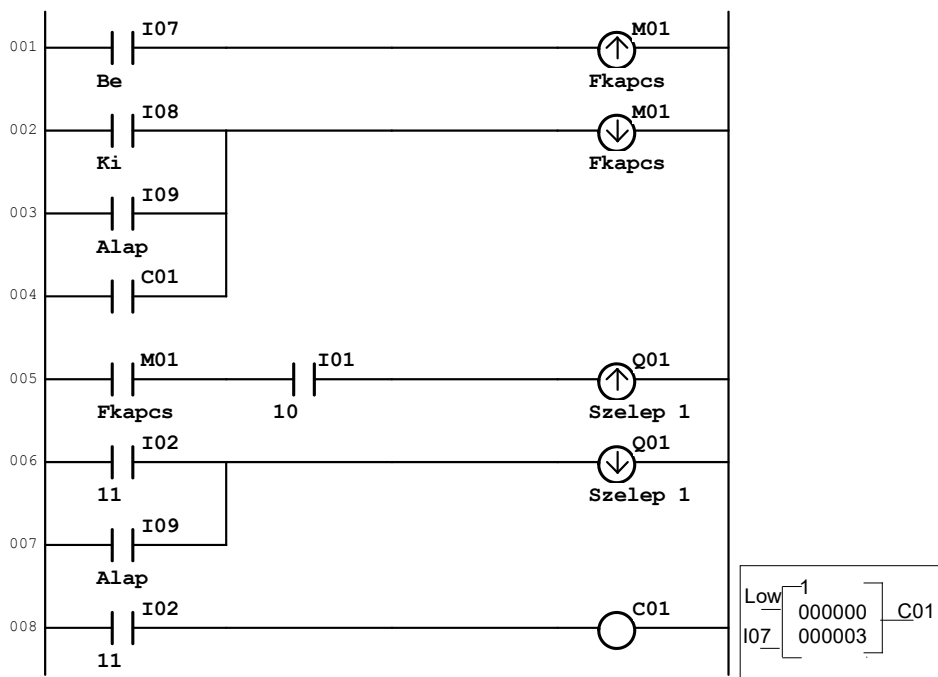 I07 M01
001
Be Fkapcs
I08 M01
002
Ki Fkapcs
I09
003
Alap
C01
004
M01 I01 Q01
005
Fkapcs 10 Szelep 1
I02 Q01
006
11 Szelep 1
I09
007
Alap
I02 C01
008
11
1
Low
000000 C01
I07 000003